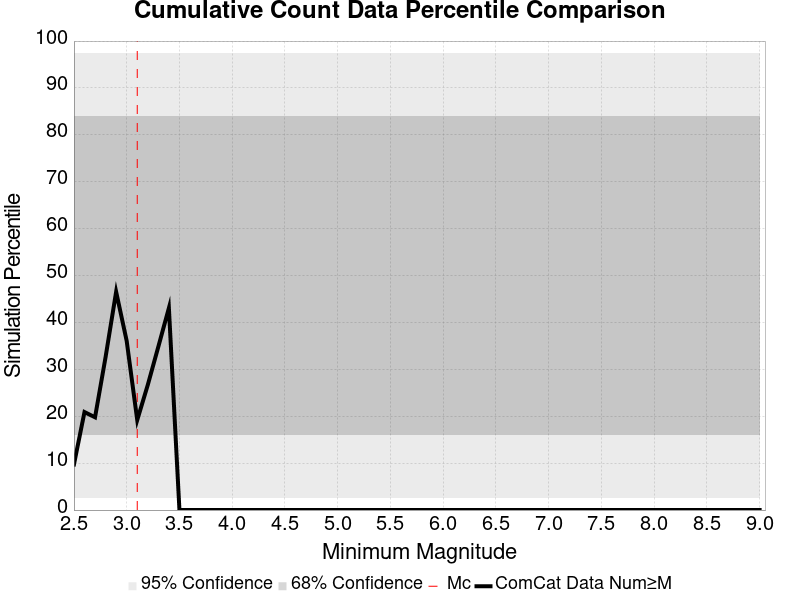 Cumulative Count Data Percentile Comparison
100
90
80
70
60
50
40
30
20
10
0
Simulation Percentile
2.5 3.0 3.5 4.0 4.5 5.0 5.5 6.0 6.5 7.0 7.5 8.0 8.5 9.0
Minimum Magnitude
95% Confidence 68% Confidence Mc ComCat Data Num≥M